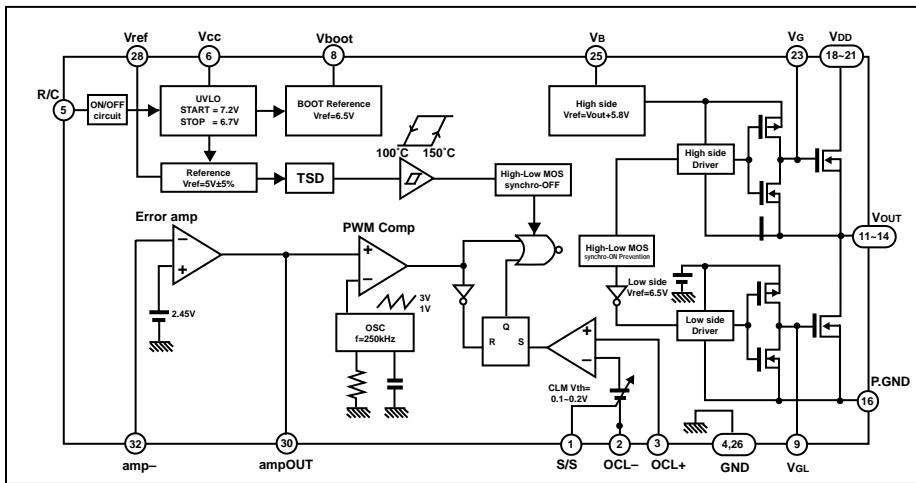 Vref
Vcc
Vboot
VB
VG
VDD
28
6
8
25
23
18~21
R/C
5
ON/OFF
circuit
UVLO
START = 7.2V
STOP = 6.7V
BOOT Reference
Vref=6.5V
High side
Vref=Vout+5.8V
100˚C
150˚C
Reference
Vref=5V±5%
TSD
High-Low MOS
synchro-OFF
High side
Driver
Error amp
PWM Comp
High-Low MOS
synchro-ON Prevention
VOUT
11~14
−
+
+
−
2.45V
3V
1V
OSC
f=250kHz
Low side
Vref=6.5V
Q
R
S
+
−
Low side
Driver
CLM Vth=
0.1~0.2V
P.GND
16
32
30
1
2
3
4,26
9
amp−
ampOUT
S/S
OCL−
OCL+
GND
VGL